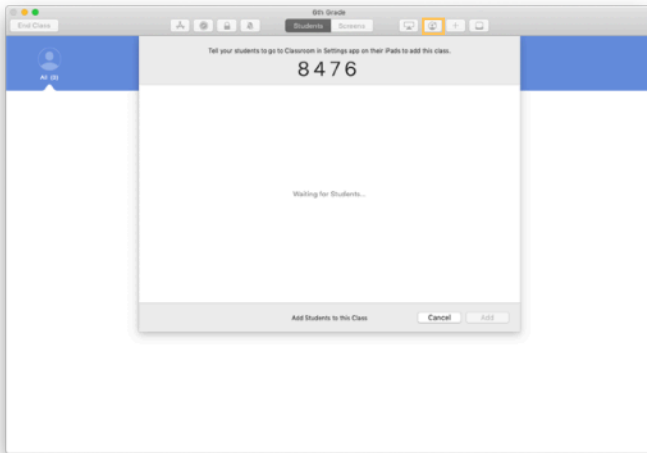 6th Grade
End Class
Students
Screens
Tell your students to go to Classroom in Settings app on their iPads to add this class.
8476
All (0)
Waiting for Students...
Add Students to this Class
Cancel
Add